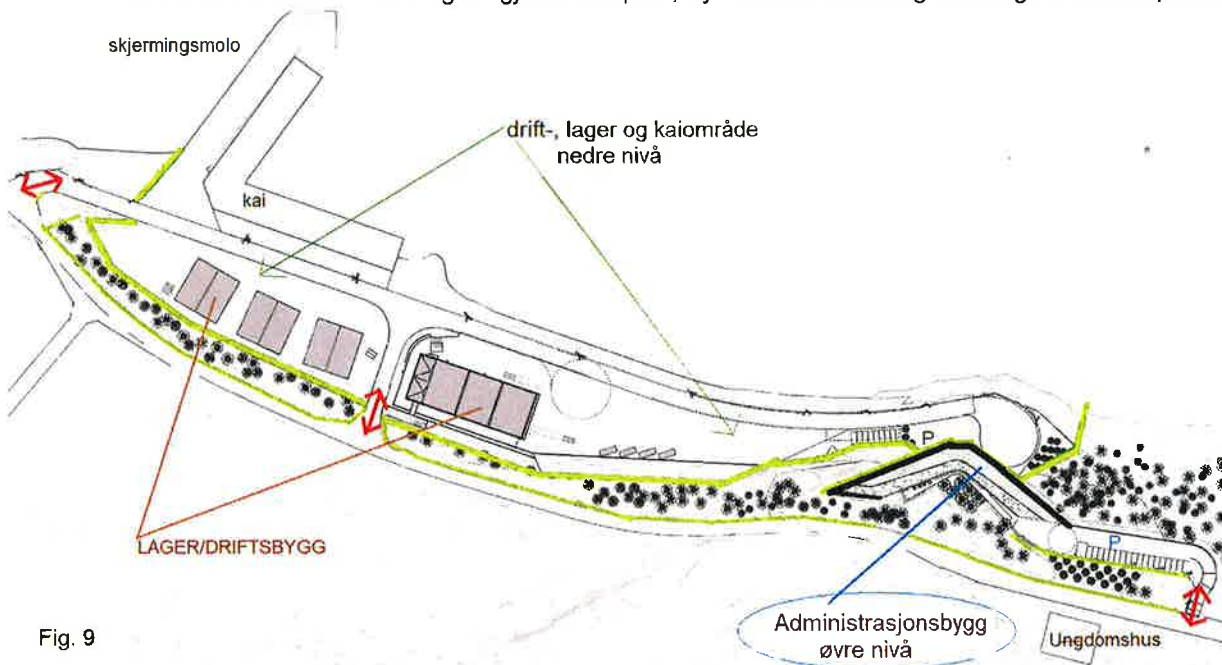 skjermingsmolo
drift-, lager og kaiområde
nedre nivå
kai
P
LAGER/DRIFTSBYGG
P
Administrasjonsbygg
øvre nivå
Ungdomshus
Fig. 9